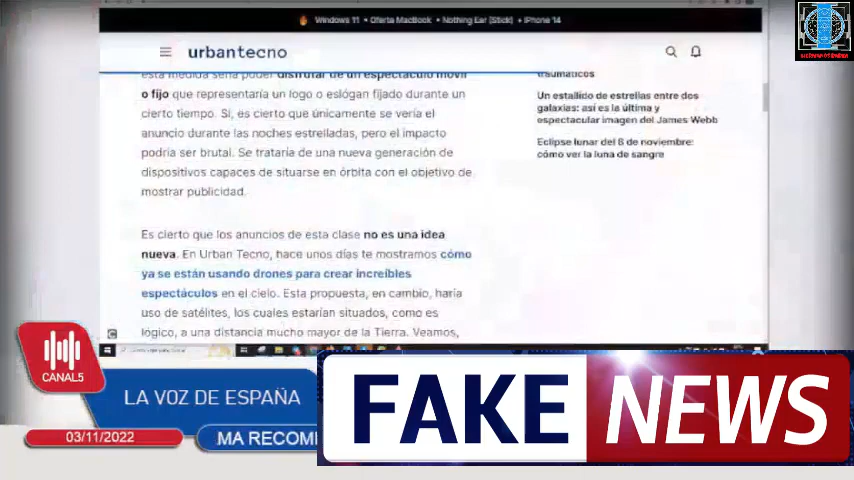 Windows 11 • Oferta MacBook • Nothing Ear (Stick) • iPhone 14
urbantecno
esta medida sería poder disfrutar de un espectáculo móvil
o fijo que representaría un logo o eslogan fijado durante un
cierto tiempo. Sí, es cierto que únicamente se vería el
anuncio durante las noches estrelladas, pero el impacto
podría ser brutal. Se trataría de una nueva generación de
dispositivos capaces de situarse en órbita con el objetivo de
mostrar publicidad.
Es cierto que los anuncios de esta clase no es una idea
nueva. En Urban Tecno, hace unos días te mostramos cómo
ya se están usando drones para crear increíbles
espectáculos en el cielo. Esta propuesta, en cambio, haría
uso de satélites, los cuales estarían situados, como es
lógico, a una distancia mucho mayor de la Tierra. Veamos,
traumáticos
Un estallido de estrellas entre dos
galaxias: así es la última y
espectacular imagen del James Webb
Eclipse lunar del 8 de noviembre:
cómo ver la luna de sangre
CANAL5
LA VOZ DE ESPAÑA
03/11/2022
MA RECOM
FAKE NEWS